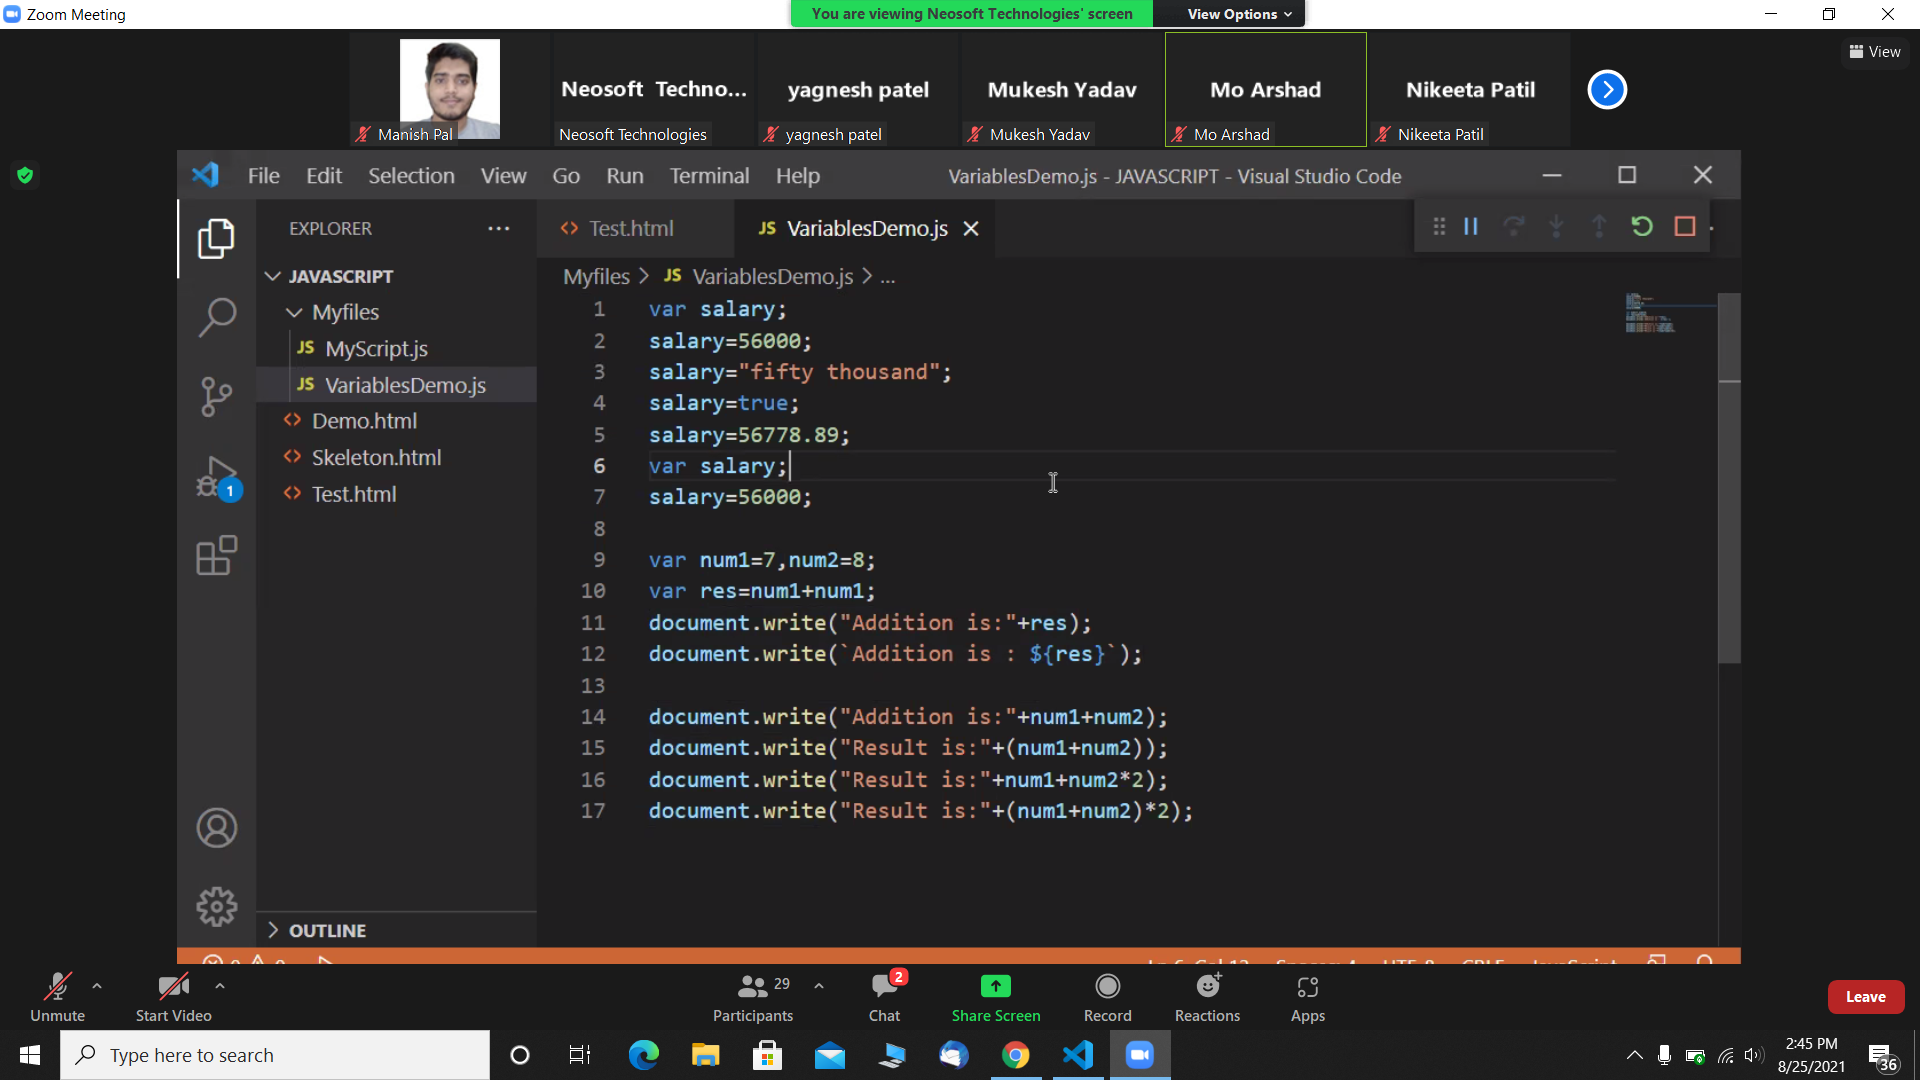 Zoom Meeting
You are viewing Neosoft Technologies' screen
View Options
View
Neosoft Techno...
yagnesh patel
Mukesh Yadav
Mo Arshad
Nikeeta Patil
Manish Pal
Neosoft Technologies
yagnesh patel
Mukesh Yadav
Mo Arshad
Nikeeta Patil
File Edit Selection View Go Run Terminal Help
VariablesDemo.js - JAVASCRIPT - Visual Studio Code
EXPLORER
JAVASCRIPT
Myfiles
JS MyScript.js
JS VariablesDemo.js
Demo.html
Skeleton.html
Test.html
1
OUTLINE
Test.html
JS VariablesDemo.js
Myfiles > JS VariablesDemo.js > ...
1 var salary;
2 salary=56000;
3 salary="fifty thousand";
4 salary=true;
5 salary=56778.89;
6 var salary;
7 salary=56000;
8
9 var num1=7,num2=8;
10 var res=num1+num1;
11 document.write("Addition is:"+res);
12 document.write(`Addition is : ${res}`);
13
14 document.write("Addition is:"+num1+num2);
15 document.write("Result is:"+(num1+num2));
16 document.write("Result is:"+num1+num2*2);
17 document.write("Result is:"+(num1+num2)*2);
Unmute
Start Video
29
Participants
2
Chat
Share Screen
Record
Reactions
Apps
Leave
Type here to search
2:45 PM
8/25/2021
36